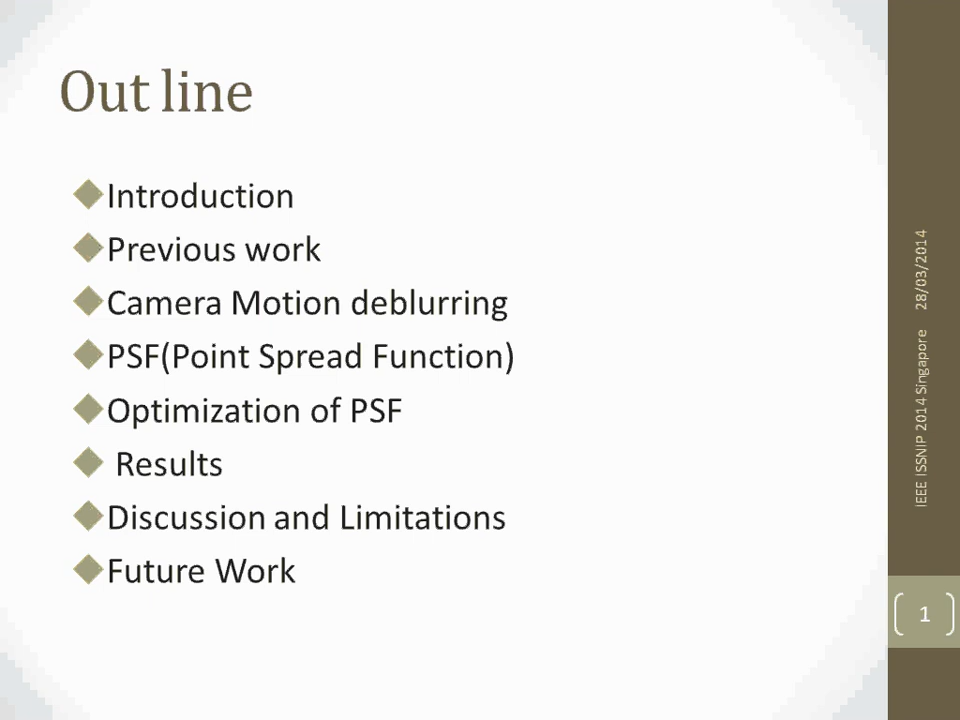 Out line
Introduction
Previous work
Camera Motion deblurring
PSF(Point Spread Function)
Optimization of PSF
Results
Discussion and Limitations
Future Work
IEEE ISSNIP 2014 Singapore 28/03/2014
1